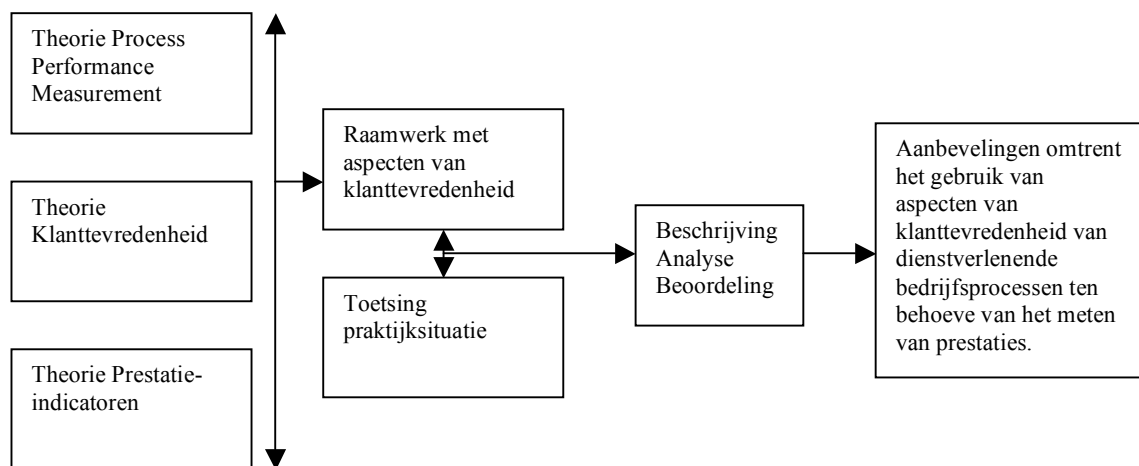 Theorie Process
Performance
Measurement
Theorie
Klanttevredenheid
Theorie Prestatie-
indicatoren
Raamwerk met
aspecten van
klanttevredenheid
Toetsing
praktijksituatie
Beschrijving
Analyse
Beoordeling
Aanbevelingen omtrent
het gebruik van
aspecten van
klanttevredenheid van
dienstverlenende
bedrijfsprocessen ten
behoeve van het meten
van prestaties.